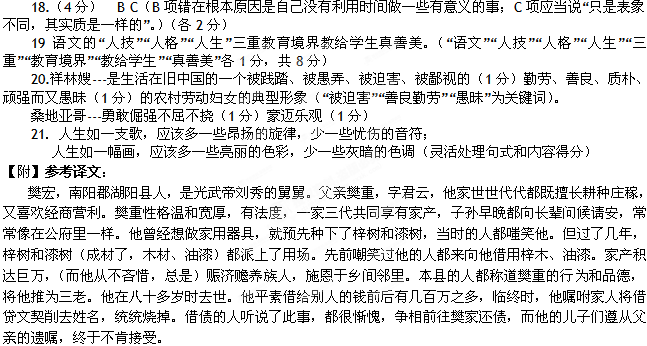 18.（4分）　B C（B项错在根本原因是自己没有利用时间做一些有意义的事；C项应当说“只是表象
不同，其实质是一样的”。）（各2分）
19 语文的“人技”“人格”“人生”三重教育境界教给学生真善美。（“语文”“人技”“人格”“人生”“三
重”“教育境界”“教给学生”“真善美”各1分，共8分）
20.祥林嫂---是生活在旧中国的一个被践踏、被愚弄、被迫害、被鄙视的（1分）勤劳、善良、质朴、
顽强而又愚昧（1分）的农村劳动妇女的典型形象（“被迫害”“善良勤劳”“愚昧”为关键词）。
桑地亚哥---勇敢倔强不屈不挠（1分）豪迈乐观（1分）
21. 人生如一支歌，应该多一些昂扬的旋律，少一些忧伤的音符；
人生如一幅画，应该多一些亮丽的色彩，少一些灰暗的色调（灵活处理句式和内容得分）
【附】参考译文：
樊宏，南阳郡湖阳县人，是光武帝刘秀的舅舅。父亲樊重，字君云，他家世世代代都既擅长耕种庄稼，
又喜欢经商营利。樊重性格温和宽厚，有法度，一家三代共同享有家产，子孙早晚都向长辈问候请安，常
常像在公府里一样。他曾经想做家用器具，就预先种下了梓树和漆树，当时的人都嗤笑他。但过了几年，
梓树和漆树（成材了，木材、油漆）都派上了用场。先前嘲笑过他的人都来向他借用梓木、油漆。家产积
达巨万，（而他从不吝惜，总是）赈济赡养族人，施恩于乡间邻里。本县的人都称道樊重的行为和品德，
将他推为三老。他在八十多岁时去世。他平素借给别人的钱前后有几百万之多，临终时，他嘱咐家人将借
贷文契削去姓名，统统烧掉。借债的人听说了此事，都很惭愧，争相前往樊家还债，而他的儿子们遵从父
亲的遗嘱，终于不肯接受。